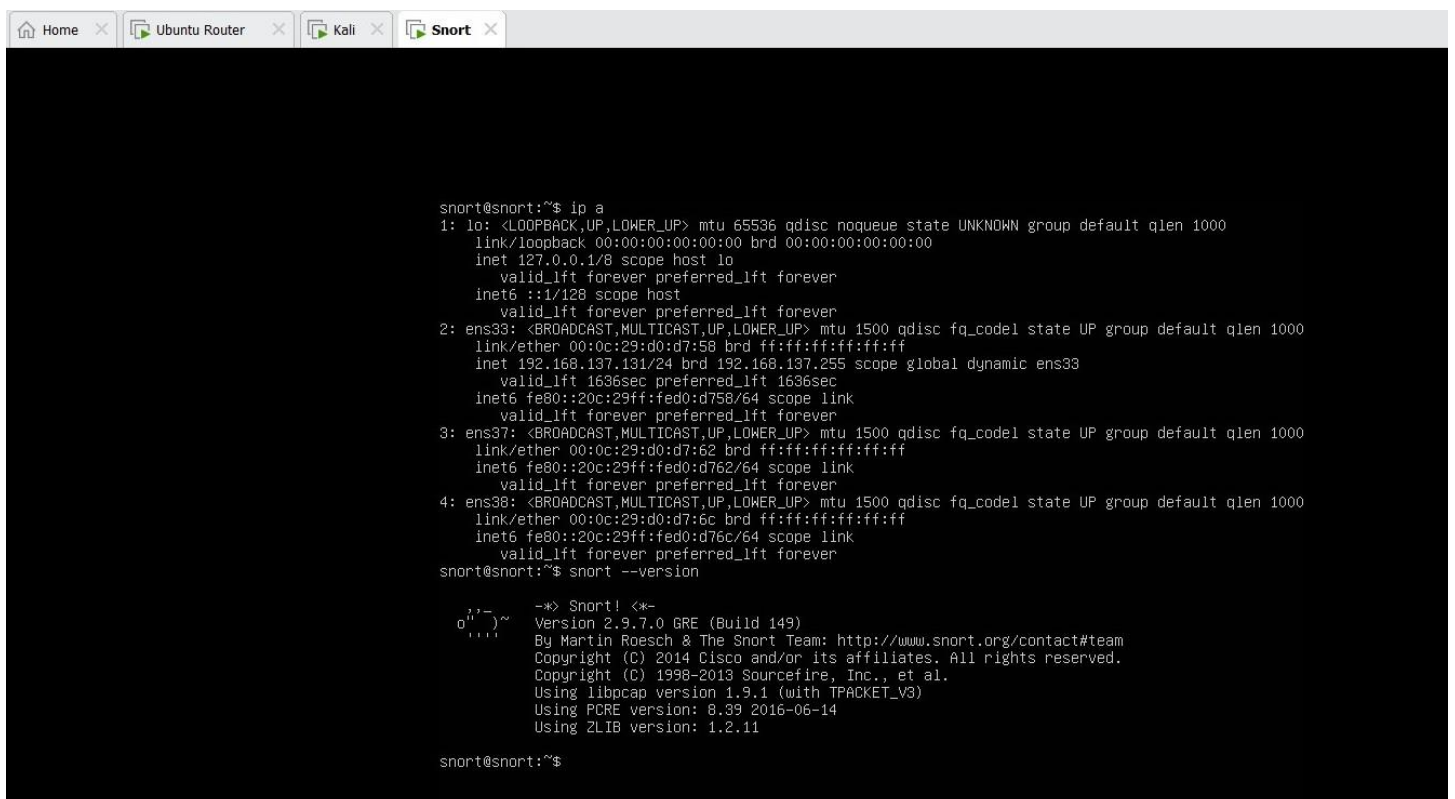 Home
Ubuntu Router
Kali
Snort
snort@snort:~$ ip a
1: lo: <LOOPBACK,UP,LOWER_UP> mtu 65536 qdisc noqueue state UNKNOWN group default qlen 1000
link/loopback 00:00:00:00:00:00 brd 00:00:00:00:00:00
inet 127.0.0.1/8 scope host lo
valid_lft forever preferred_lft forever
inet6 ::1/128 scope host
valid_lft forever preferred_lft forever
2: ens33: <BROADCAST,MULTICAST,UP,LOWER_UP> mtu 1500 qdisc fq_codel state UP group default qlen 1000
link/ether 00:0c:29:d0:d7:58 brd ff:ff:ff:ff:ff:ff
inet 192.168.137.131/24 brd 192.168.137.255 scope global dynamic ens33
valid_lft 1636sec preferred_lft 1636sec
inet6 fe80::20c:29ff:fed0:d758/64 scope link
valid_lft forever preferred_lft forever
3: ens37: <BROADCAST,MULTICAST,UP,LOWER_UP> mtu 1500 qdisc fq_codel state UP group default qlen 1000
link/ether 00:0c:29:d0:d7:62 brd ff:ff:ff:ff:ff:ff
inet6 fe80::20c:29ff:fed0:d762/64 scope link
valid_lft forever preferred_lft forever
4: ens38: <BROADCAST,MULTICAST,UP,LOWER_UP> mtu 1500 qdisc fq_codel state UP group default qlen 1000
link/ether 00:0c:29:d0:d7:6c brd ff:ff:ff:ff:ff:ff
inet6 fe80::20c:29ff:fed0:d76c/64 scope link
valid_lft forever preferred_lft forever
snort@snort:~$ snort --version
,,_ -*> Snort! <*-
o" )~ Version 2.9.7.0 GRE (Build 149)
'''' By Martin Roesch & The Snort Team: http://www.snort.org/contact#team
Copyright (C) 2014 Cisco and/or its affiliates. All rights reserved.
Copyright (C) 1998-2013 Sourcefire, Inc., et al.
Using libpcap version 1.9.1 (with TPACKET_V3)
Using PCRE version: 8.39 2016-06-14
Using ZLIB version: 1.2.11
snort@snort:~$